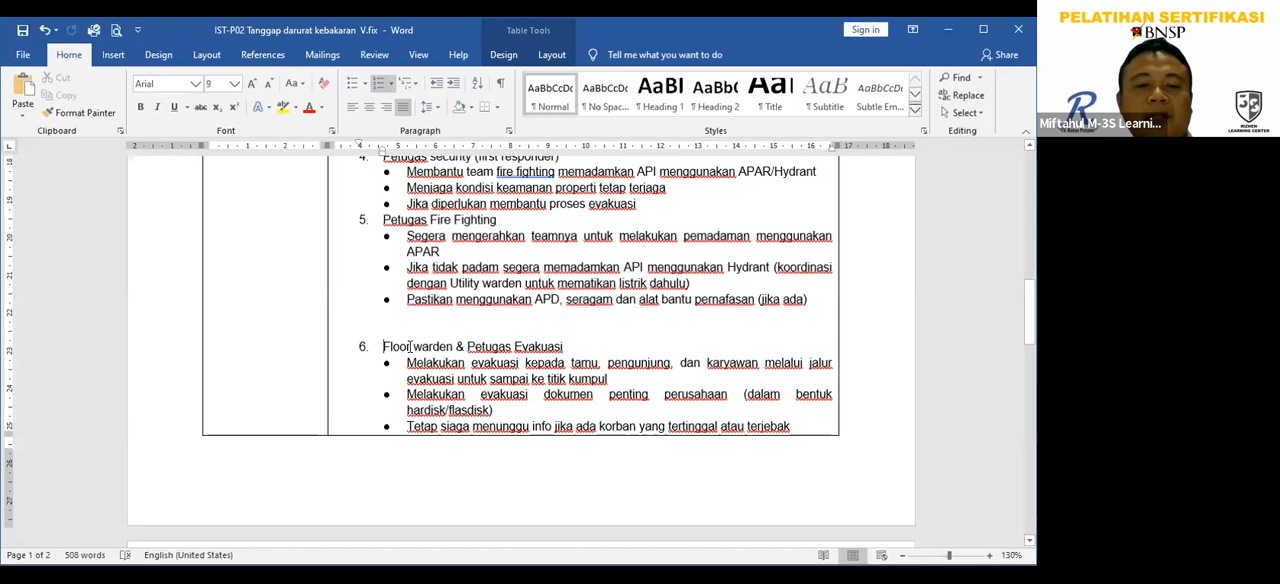 IST-P02 Tanggap darurat kebakaran V.fix - Word
Table Tools
Sign in
File Home Insert Design Layout References Mailings Review View Help Design Layout Tell me what you want to do Share
Paste
Cut
Copy
Format Painter
Clipboard
Arial 9
Font
Paragraph
AaBbCcDc ¶ Normal
AaBbCcDc ¶ No Spac...
AaBI ¶ Heading 1
AaBbC ¶ Heading 2
AaB ¶ Title
AaB ¶ Subtitle
AaBbCcDc Subtle Em...
Styles
Find
Replace
Select
Editing
4. Petugas security (first responder)
● Membantu team fire fighting memadamkan API menggunakan APAR/Hydrant
● Menjaga kondisi keamanan properti tetap terjaga
● Jika diperlukan membantu proses evakuasi
5. Petugas Fire Fighting
● Segera mengerahkan teamnya untuk melakukan pemadaman menggunakan
APAR
● Jika tidak padam segera memadamkan API menggunakan Hydrant (koordinasi
dengan Utility warden untuk mematikan listrik dahulu)
● Pastikan menggunakan APD, seragam dan alat bantu pernafasan (jika ada)
6. Floor warden & Petugas Evakuasi
● Melakukan evakuasi kepada tamu, pengunjung, dan karyawan melalui jalur
evakuasi untuk sampai ke titik kumpul
● Melakukan evakuasi dokumen penting perusahaan (dalam bentuk
hardisk/flasdisk)
● Tetap siaga menunggu info jika ada korban yang tertinggal atau terjebak
Page 1 of 2 508 words English (United States) 130%
PELATIHAN SERTIFIKASI
BNSP
Miftahul M-3S Learni...
RIZHEN
LEARNING CENTER